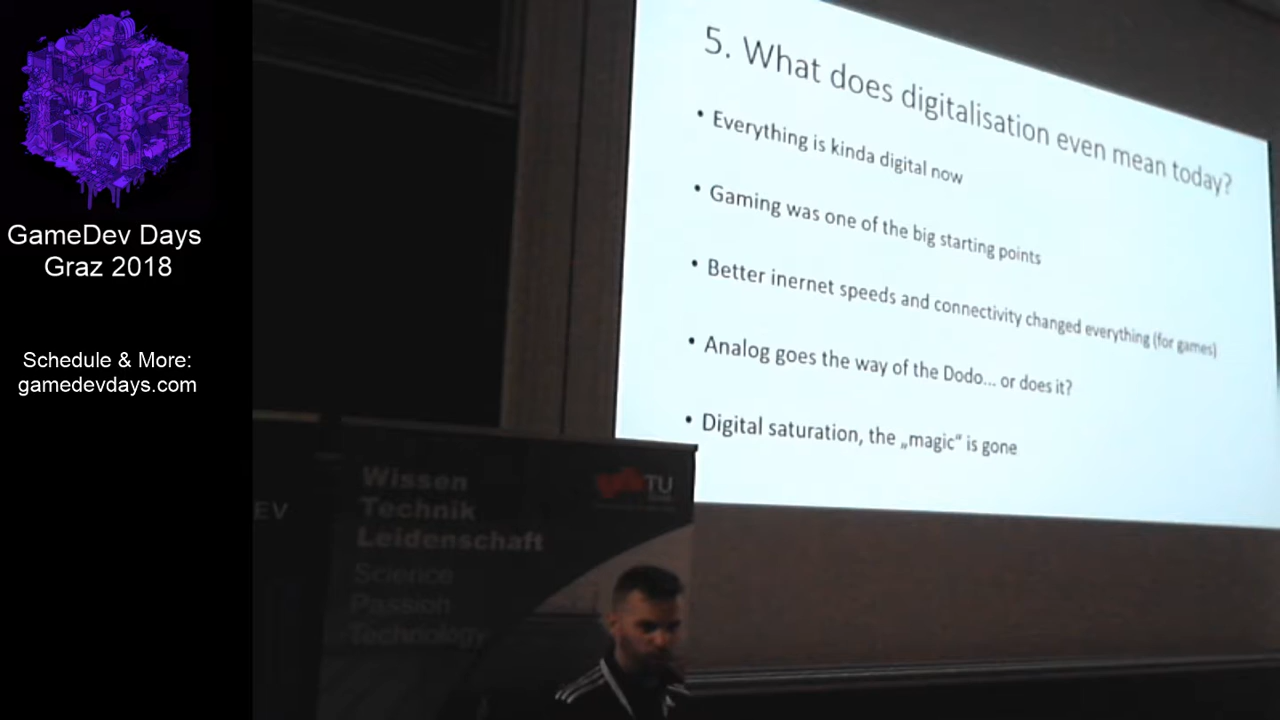 GameDev Days
Graz 2018
Schedule & More:
gamedevdays.com
5. What does digitalisation even mean today?
• Everything is kinda digital now
• Gaming was one of the big starting points
• Better inernet speeds and connectivity changed everything (for games)
• Analog goes the way of the Dodo... or does it?
• Digital saturation, the „magic“ is gone
EV
Wissen
Technik
Leidenschaft
TU
Science
Passion
Technology